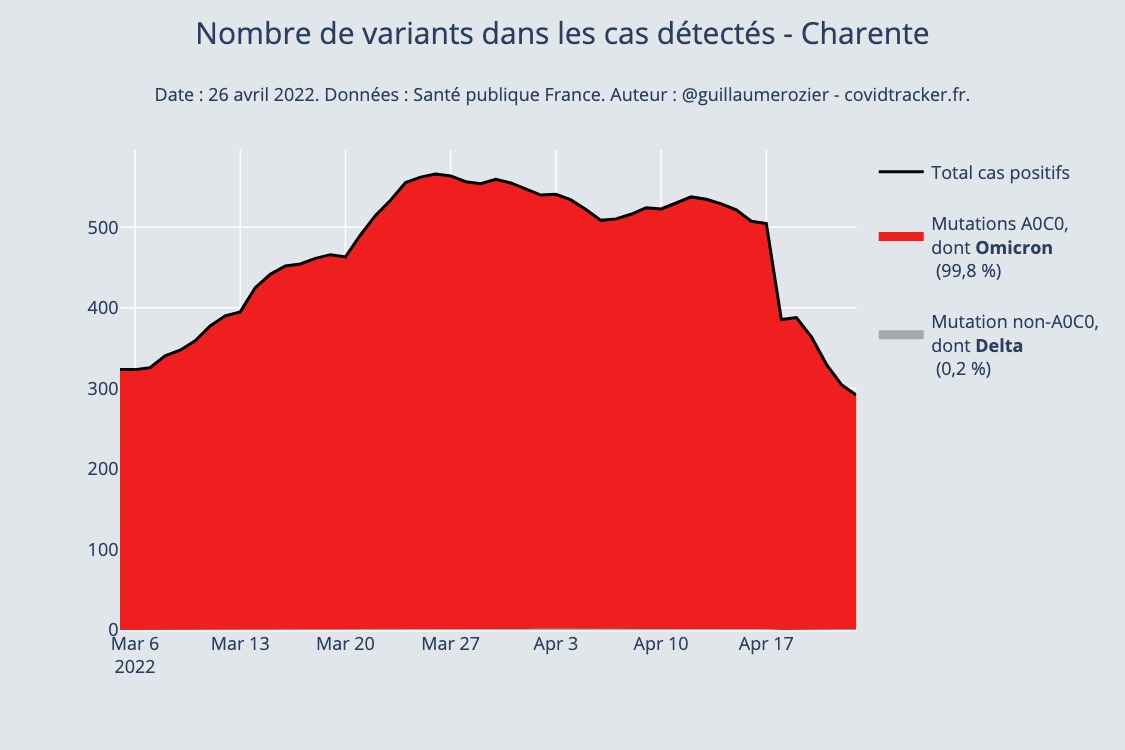 Nombre de variants dans les cas détectés - Charente
Date : 26 avril 2022. Données : Santé publique France. Auteur : @guillaumerozier - covidtracker.fr.
Total cas positifs
Mutations A0C0,
dont Omicron
(99,8 %)
Mutation non-A0C0,
dont Delta
(0,2 %)
500
400
300
200
100
0
Mar 6
2022
Mar 13
Mar 20
Mar 27
Apr 3
Apr 10
Apr 17